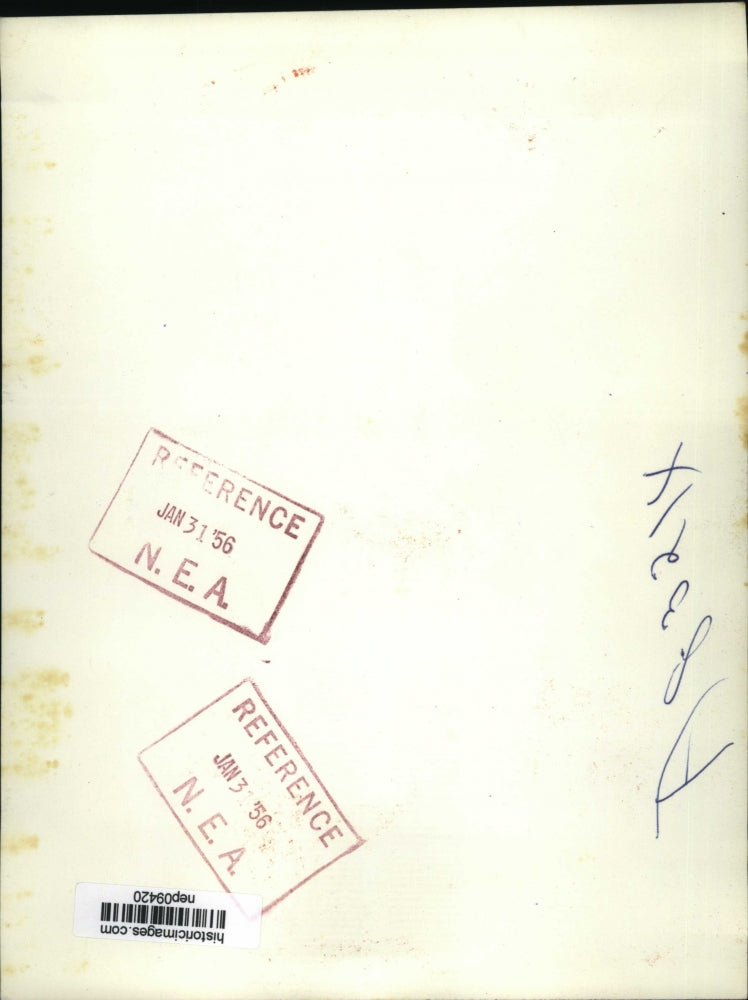 REFERENCE
JAN 31 '56
N. E. A.
REFERENCE
JAN 3 '56
N. E. A.
historicimages.com
nep09420